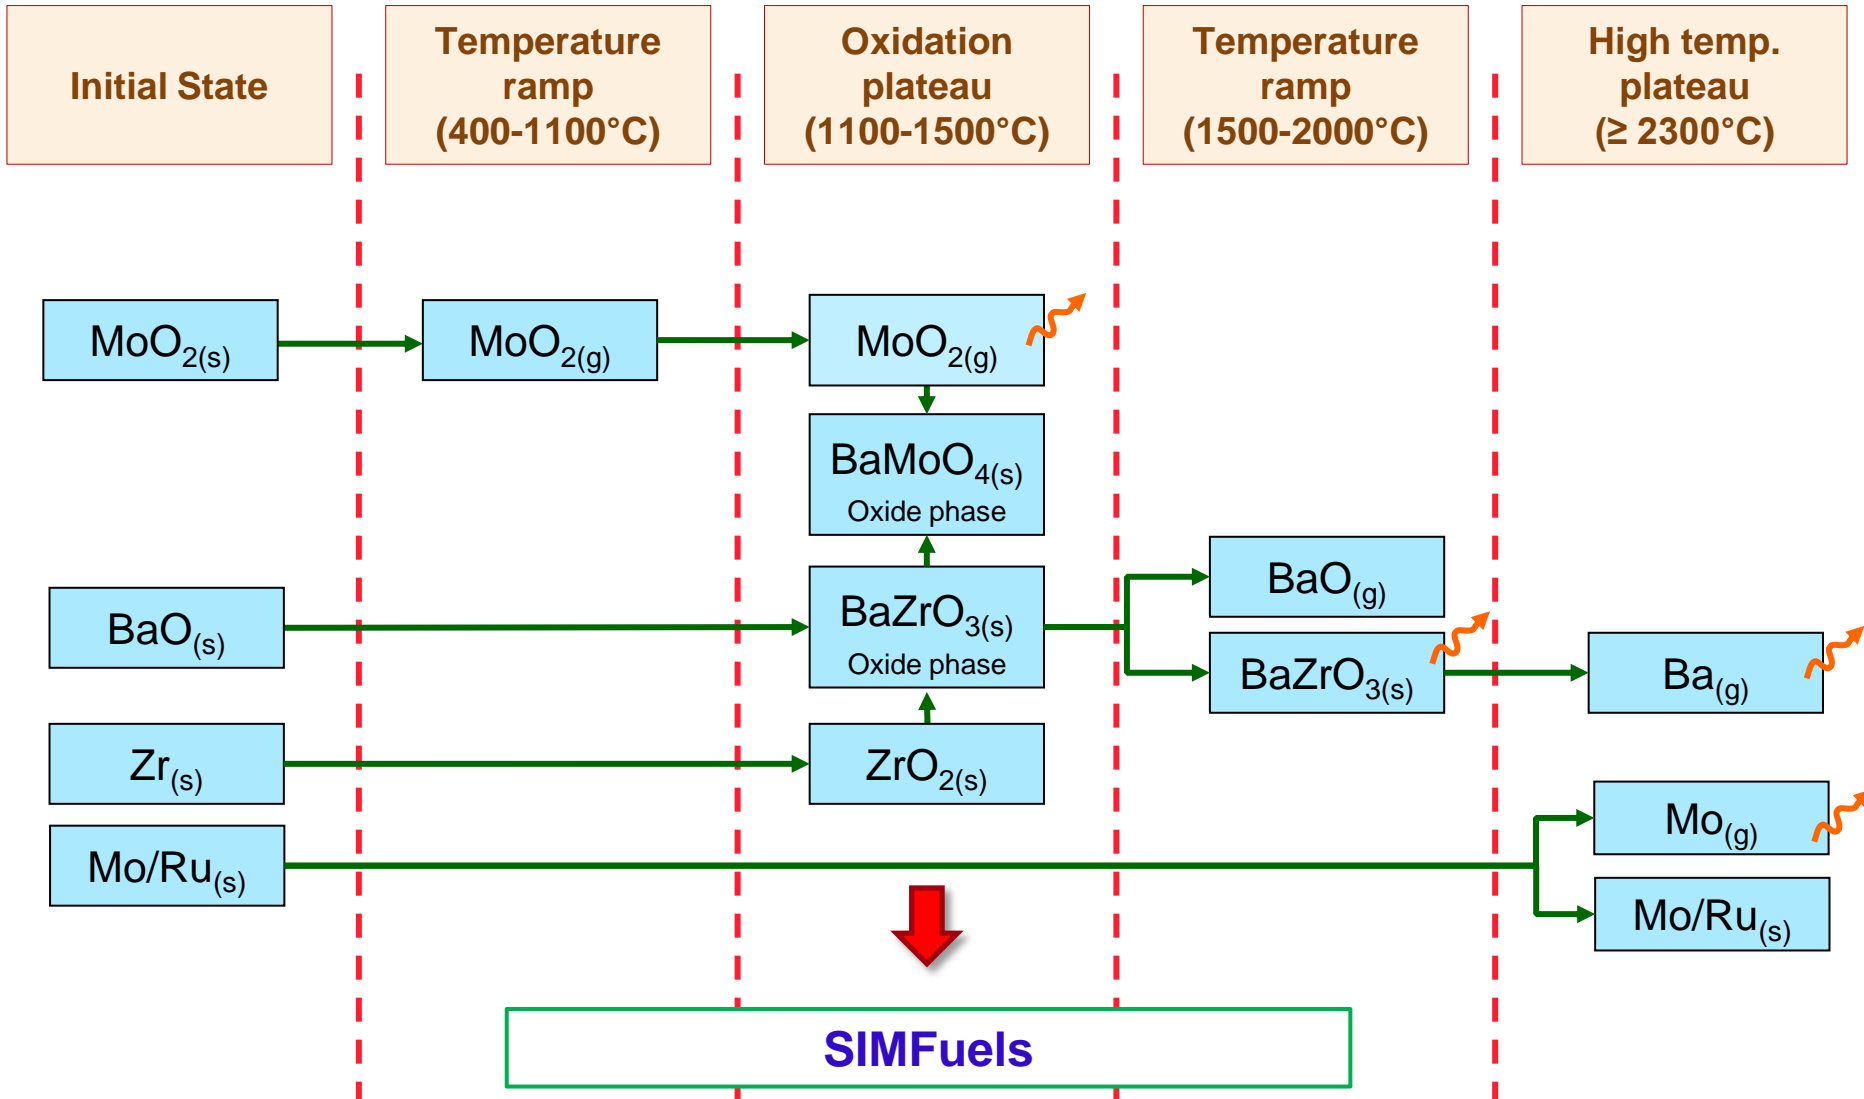 Initial State
Temperature
ramp
(400-1100°C)
Oxidation
plateau
(1100-1500°C)
Temperature
ramp
(1500-2000°C)
High temp.
plateau
(≥ 2300°C)
MoO2(s)
MoO2(g)
MoO2(g)
BaMoO4(s)
Oxide phase
BaO(s)
BaZrO3(s)
Oxide phase
BaO(g)
BaZrO3(s)
Ba(g)
Zr(s)
ZrO2(s)
Mo/Ru(s)
Mo(g)
Mo/Ru(s)
SIMFuels